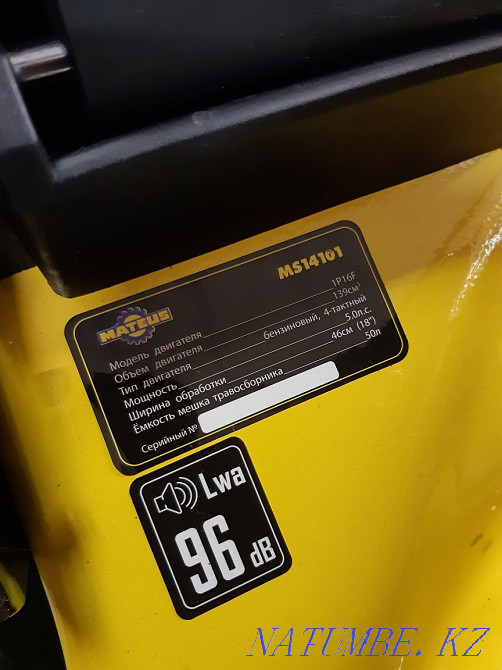 MATEUS
MS14101
Модель двигателя 1P16F
Объем двигателя 139см³
Тип двигателя бензиновый, 4-тактный
Мощность 5.0л.с.
Ширина обработки 46см (18")
Ёмкость мешка травосборника 50л
Серийный №
Lwa
96 dB
NATUMBE. KZ